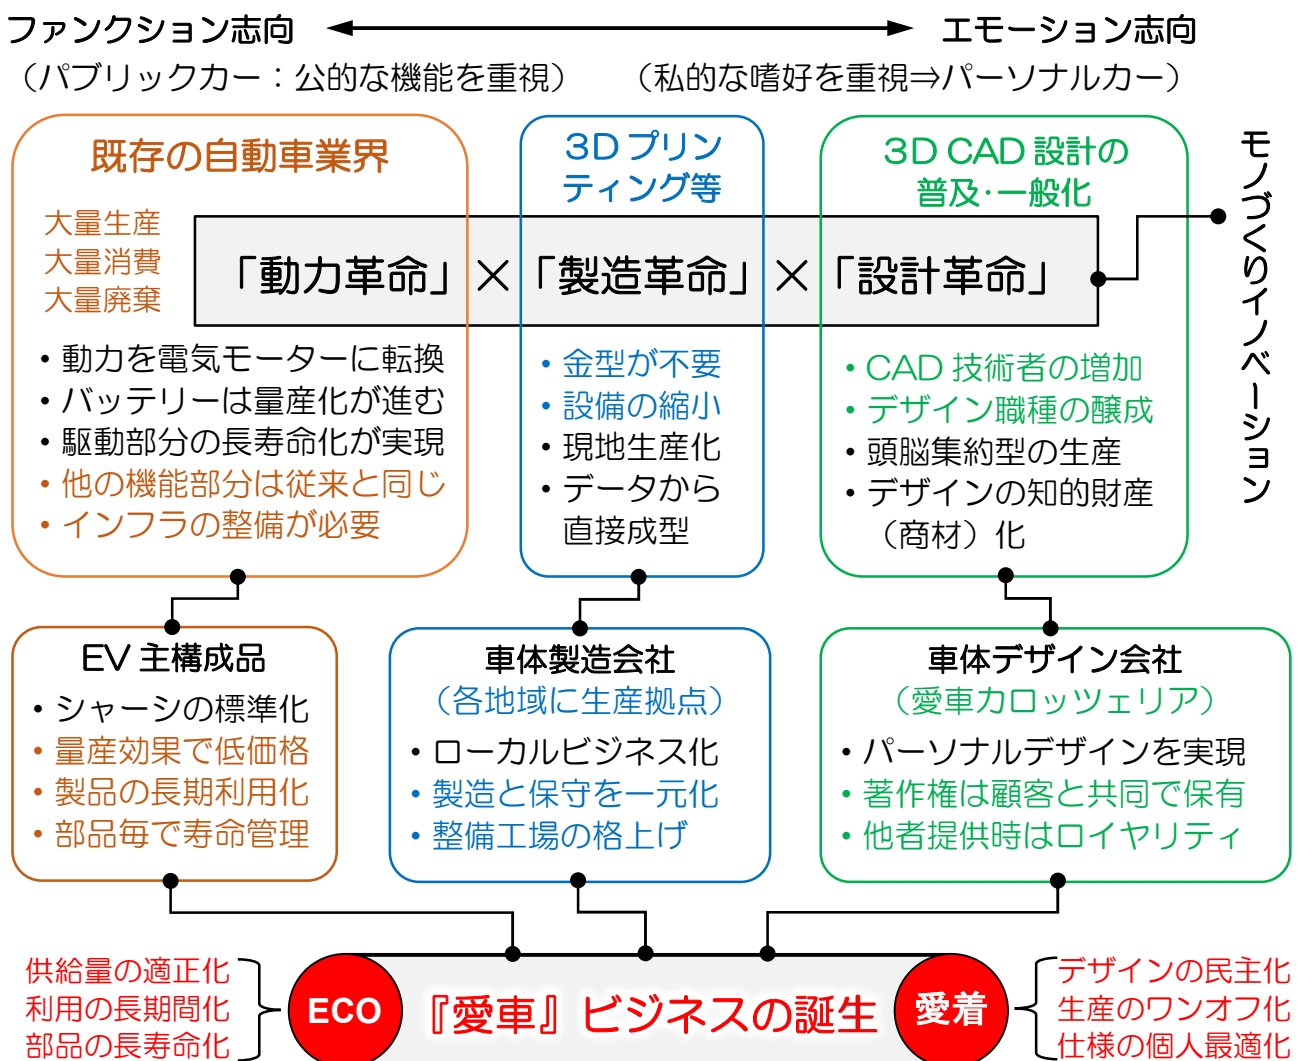 ファンクション志向
エモーション志向
（パブリックカー：公的な機能を重視）
（私的な嗜好を重視⇒パーソナルカー）
既存の自動車業界
大量生産
大量消費
大量廃棄
3D プリン
ティング等
3D CAD 設計の
普及･一般化
モノづくりイノベーション
「動力革命」×「製造革命」×「設計革命」
・動力を電気モーターに転換
・バッテリーは量産化が進む
・駆動部分の長寿命化が実現
・他の機能部分は従来と同じ
・インフラの整備が必要
・金型が不要
・設備の縮小
・現地生産化
・データから
直接成型
・CAD 技術者の増加
・デザイン職種の醸成
・頭脳集約型の生産
・デザインの知的財産
（商材）化
EV 主構成品
・シャーシの標準化
・量産効果で低価格
・製品の長期利用化
・部品毎で寿命管理
車体製造会社
（各地域に生産拠点）
・ローカルビジネス化
・製造と保守を一元化
・整備工場の格上げ
車体デザイン会社
（愛車カロッツェリア）
・パーソナルデザインを実現
・著作権は顧客と共同で保有
・他者提供時はロイヤリティ
供給量の適正化
利用の長期間化
部品の長寿命化
ECO
『愛車』ビジネスの誕生
愛着
デザインの民主化
生産のワンオフ化
仕様の個人最適化